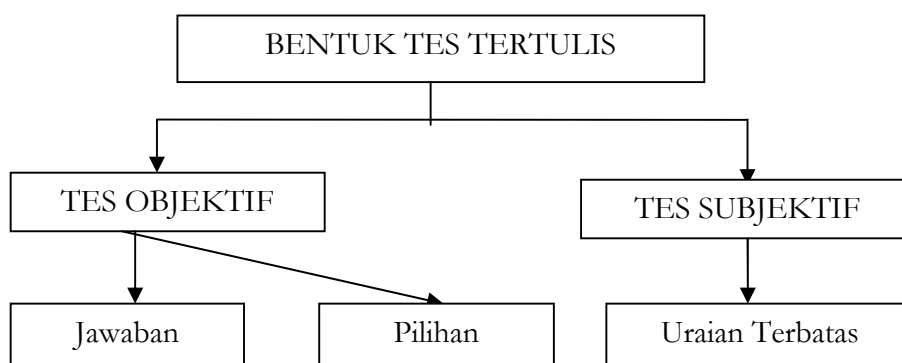 BENTUK TES TERTULIS
TES OBJEKTIF
TES SUBJEKTIF
Jawaban
Pilihan
Uraian Terbatas